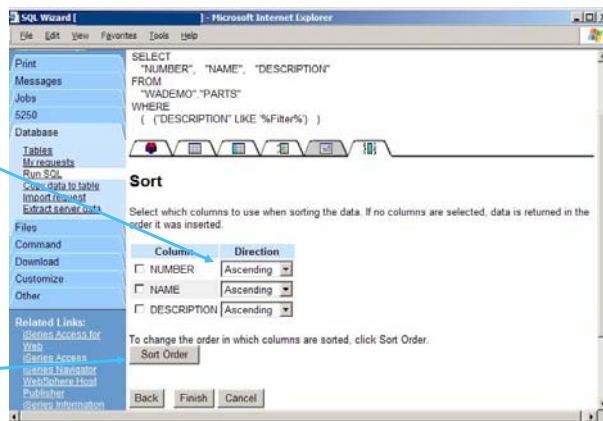 SQL Wizard [ ] - Microsoft Internet Explorer
File Edit View Favorites Tools Help
Print
Messages
Jobs
5250
Database
Tables
My requests
Run SQL
Copy data to table
Import request
Extract server data
Files
Command
Download
Customize
Other
Related Links:
iSeries Access for
Web
iSeries Access
iSeries Navigator
WebSphere Host
Publisher
iSeries Information
SELECT
"NUMBER", "NAME", "DESCRIPTION"
FROM
"WADEMO"."PARTS"
WHERE
( ("DESCRIPTION" LIKE '%Filter%') )
Sort
Select which columns to use when sorting the data. If no columns are selected, data is returned in the
order it was inserted.
Column Direction
NUMBER Ascending
NAME Ascending
DESCRIPTION Ascending
To change the order in which columns are sorted, click Sort Order.
Sort Order
Back Finish Cancel